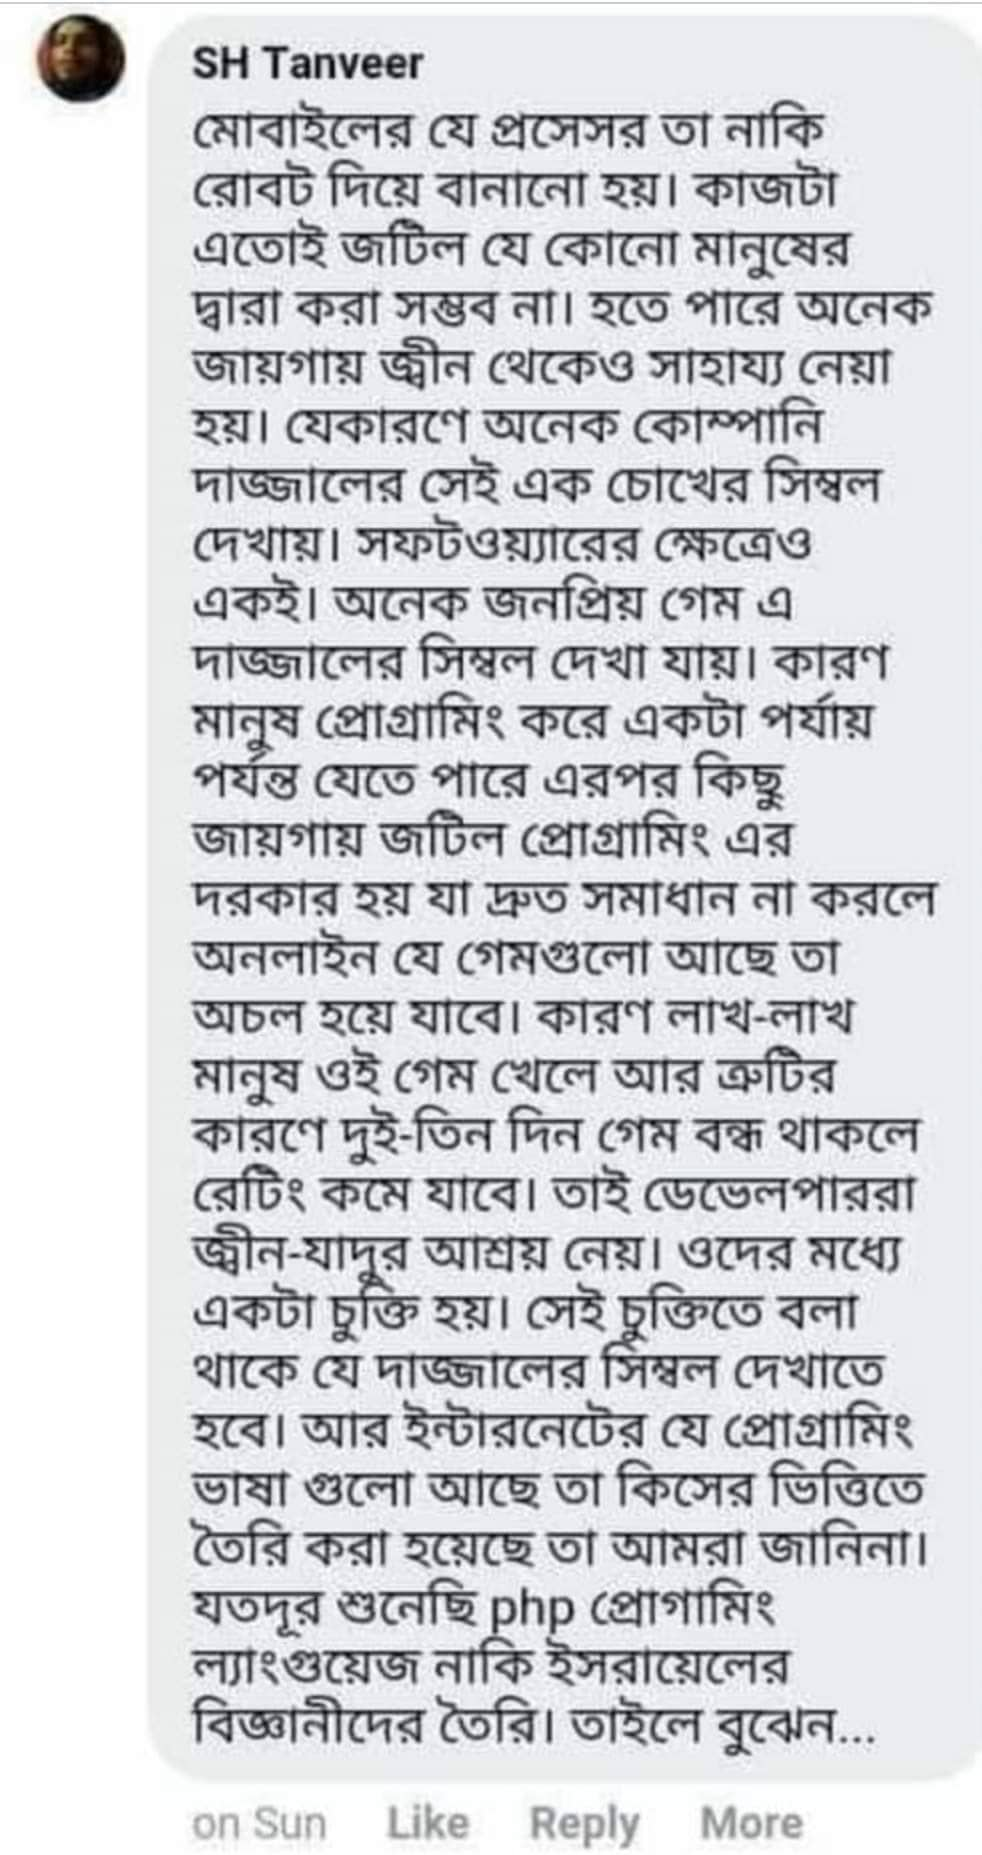 SH Tanveer
মোবাইলের যে প্রসেসর তা নাকি
রোবট দিয়ে বানানো হয়। কাজটা
এতোই জটিল যে কোনো মানুষের
দ্বারা করা সম্ভব না। হতে পারে অনেক
জায়গায় জ্বীন থেকেও সাহায্য নেয়া
হয়। যেকারণে অনেক কোম্পানি
দাজ্জালের সেই এক চোখের সিম্বল
দেখায়। সফটওয়্যারের ক্ষেত্রেও
একই। অনেক জনপ্রিয় গেম এ
দাজ্জালের সিম্বল দেখা যায়। কারণ
মানুষ প্রোগ্রামিং করে একটা পর্যায়
পর্যন্ত যেতে পারে এরপর কিছু
জায়গায় জটিল প্রোগ্রামিং এর
দরকার হয় যা দ্রুত সমাধান না করলে
অনলাইন যে গেমগুলো আছে তা
অচল হয়ে যাবে। কারণ লাখ-লাখ
মানুষ ওই গেম খেলে আর ত্রুটির
কারণে দুই-তিন দিন গেম বন্ধ থাকলে
রেটিং কমে যাবে। তাই ডেভেলপাররা
জ্বীন-যাদুর আশ্রয় নেয়। ওদের মধ্যে
একটা চুক্তি হয়। সেই চুক্তিতে বলা
থাকে যে দাজ্জালের সিম্বল দেখাতে
হবে। আর ইন্টারনেটের যে প্রোগ্রামিং
ভাষা গুলো আছে তা কিসের ভিত্তিতে
তৈরি করা হয়েছে তা আমরা জানিনা।
যতদূর শুনেছি php প্রোগামিং
ল্যাংগুয়েজ নাকি ইসরায়েলের
বিজ্ঞানীদের তৈরি। তাইলে বুঝেন...
on Sun Like Reply More